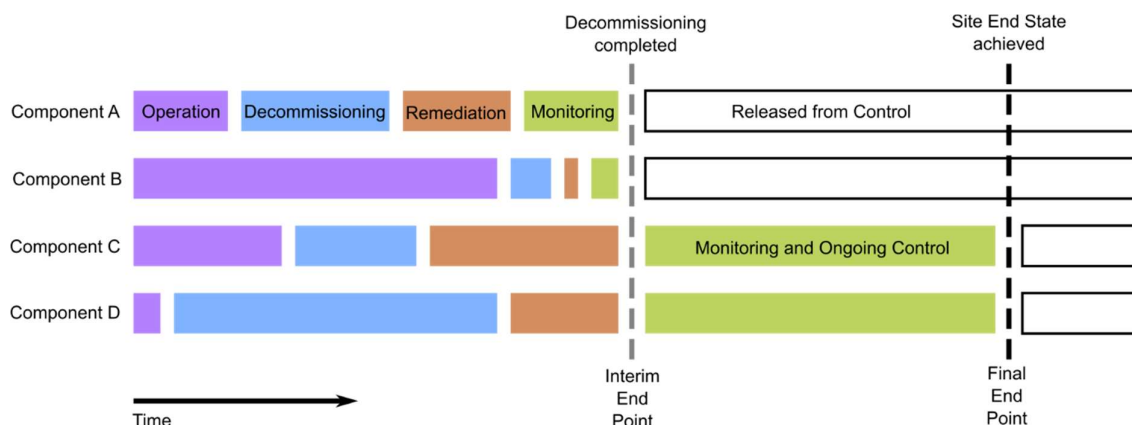 Decommissioning
completed
Site End State
achieved
Component A
Operation
Decommissioning
Remediation
Monitoring
Released from Control
Component B
Component C
Monitoring and Ongoing Control
Component D
Interim
End
Point
Final
End
Point
Time